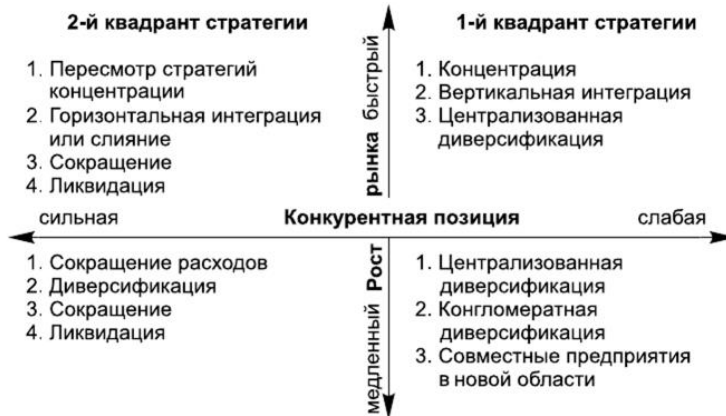 2-й квадрант стратегии
1. Пересмотр стратегий
концентрации
2. Горизонтальная интеграция
или слияние
3. Сокращение
4. Ликвидация
1-й квадрант стратегии
1. Концентрация
2. Вертикальная интеграция
3. Централизованная
диверсификация
сильная Конкурентная позиция слабая
медленный Рост рынка быстрый
1. Сокращение расходов
2. Диверсификация
3. Сокращение
4. Ликвидация
1. Централизованная
диверсификация
2. Конгломератная
диверсификация
3. Совместные предприятия
в новой области